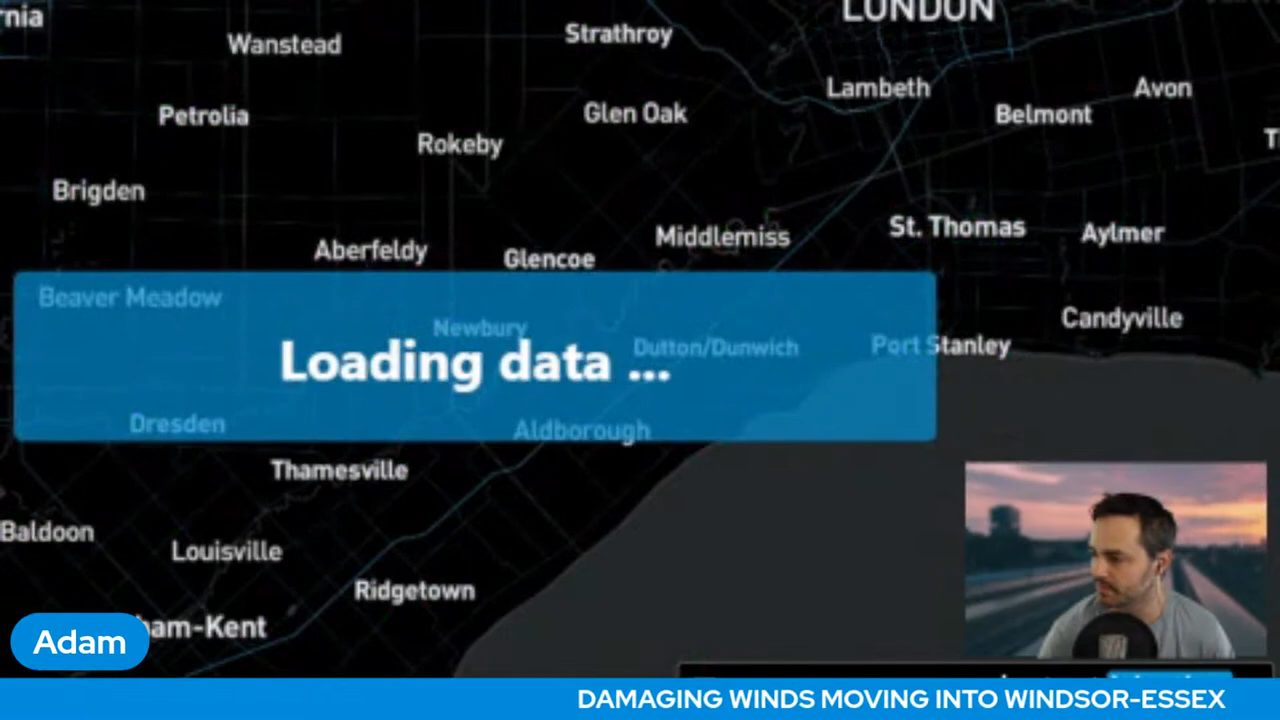 rnia
LONDON
Wanstead
Strathroy
Lambeth
Avon
Petrolia
Glen Oak
Belmont
Rokeby
Brigden
Middlemiss
St. Thomas
Aylmer
Aberfeldy
Glencoe
Beaver Meadow
Candyville
Newbury
Dutton/Dunwich
Port Stanley
Loading data ...
Dresden
Aldborough
Thamesville
Baldoon
Louisville
Ridgetown
ham-Kent
Adam
DAMAGING WINDS MOVING INTO WINDSOR-ESSEX